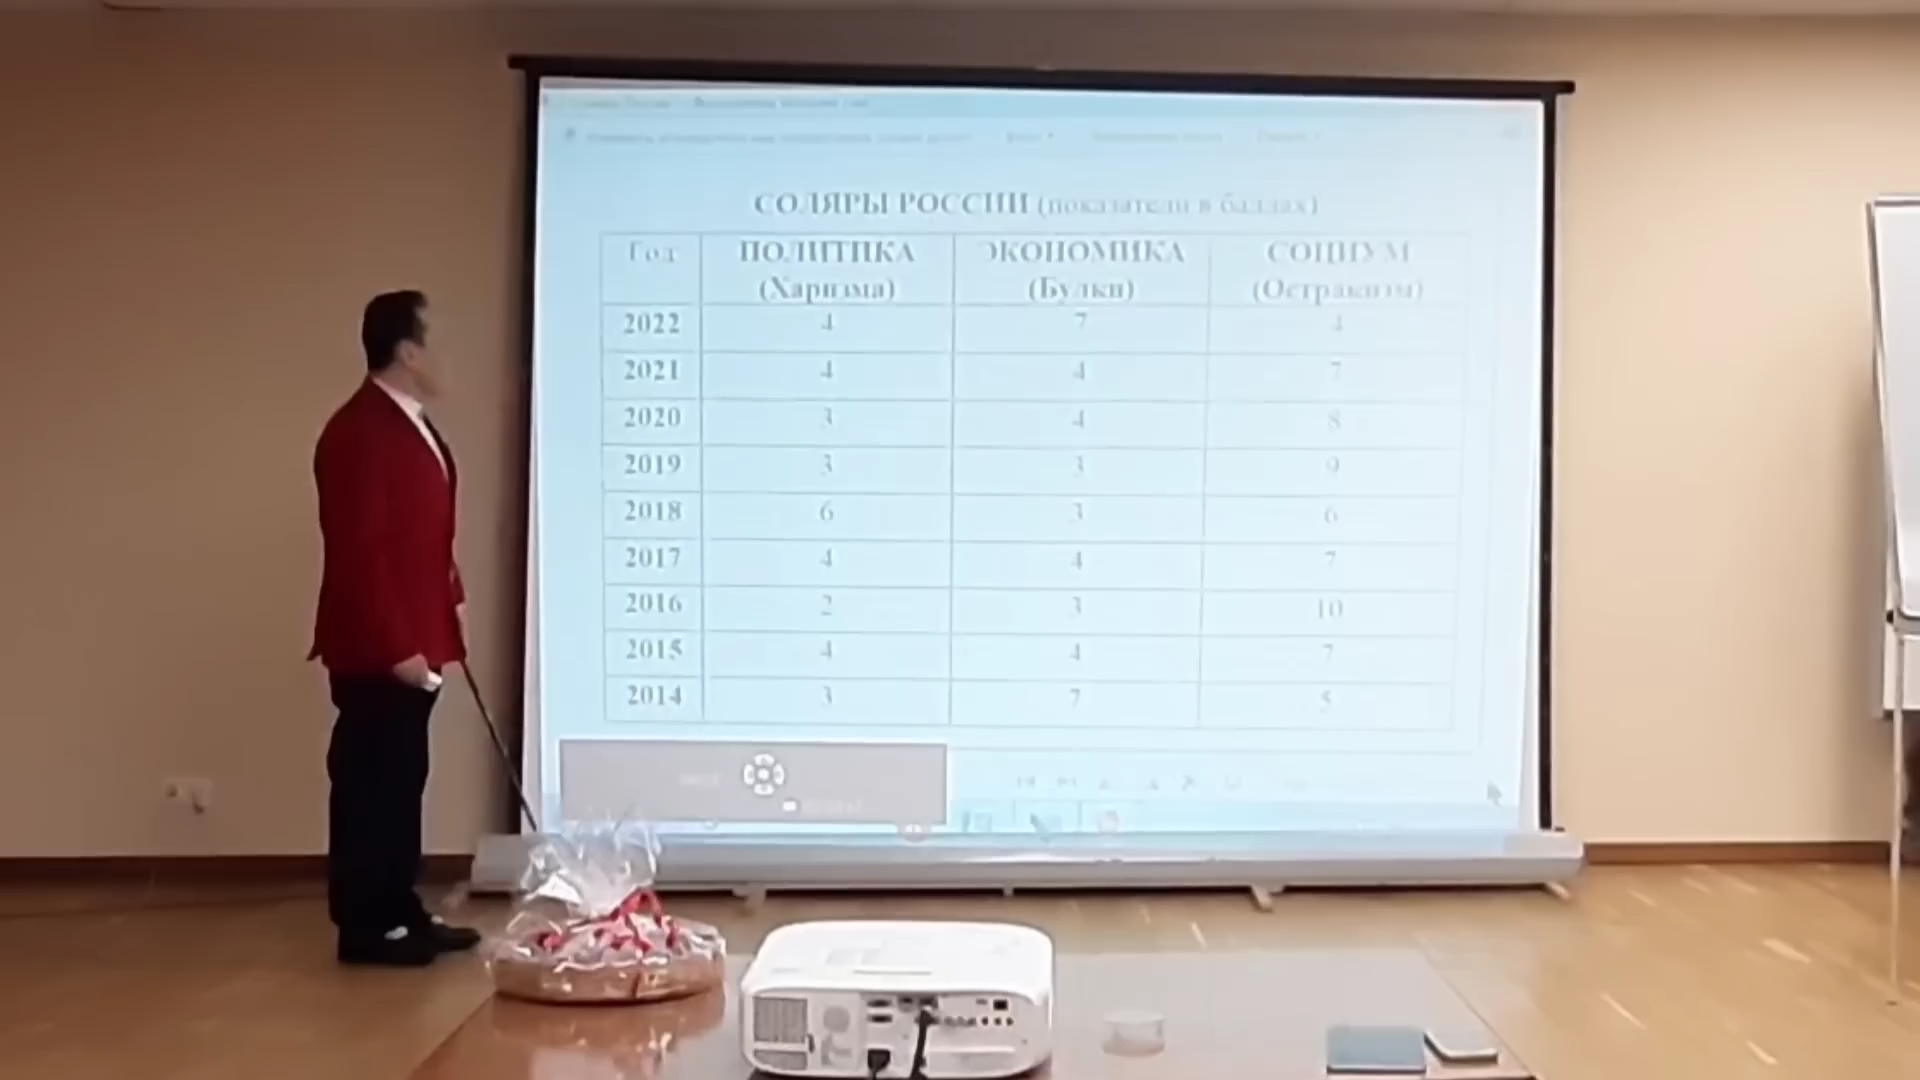 СОЛЯРЫ РОССИИ (показатели в баллах)
Год ПОЛИТИКА (Харизма) ЭКОНОМИКА (Булки) СОЦИУМ (Остракизм)
2022 4 7 4
2021 4 4 7
2020 3 4 8
2019 3 3 9
2018 6 3 6
2017 4 4 7
2016 2 3 10
2015 4 4 7
2014 3 7 5